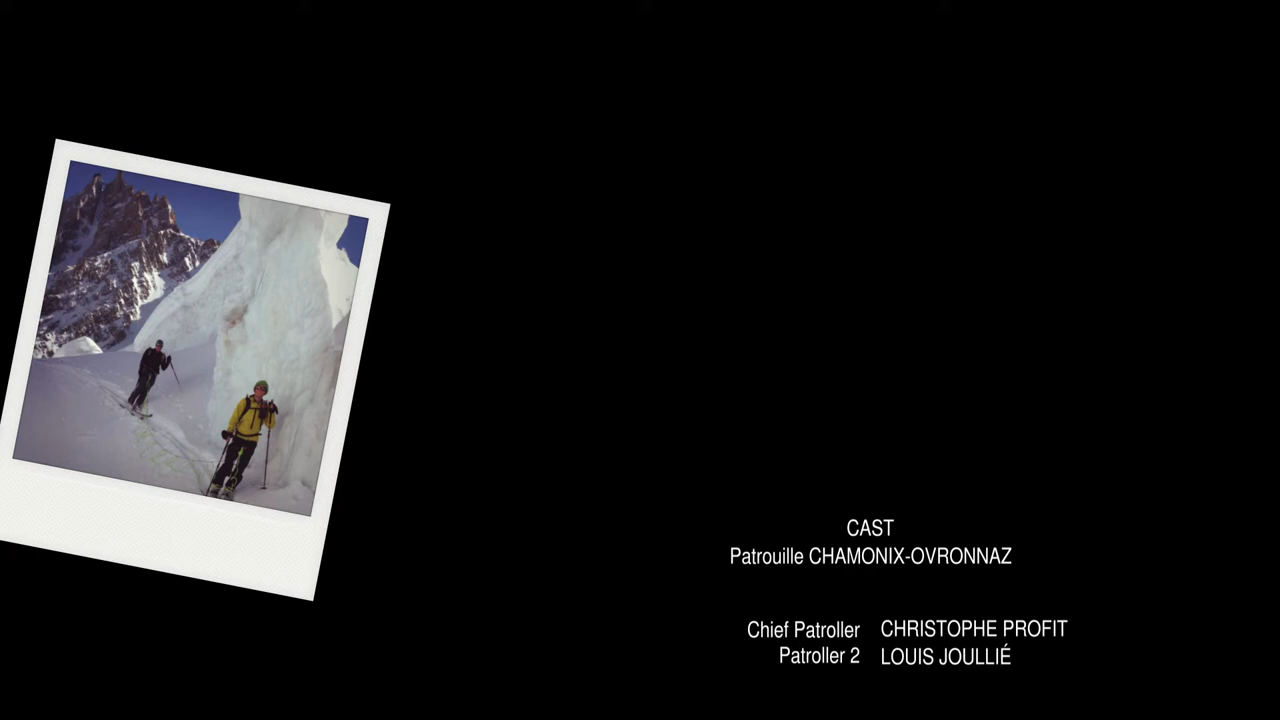 CAST
Patrouille CHAMONIX-OVRONNAZ
Chief Patroller CHRISTOPHE PROFIT
Patroller 2 LOUIS JOULLIÉ